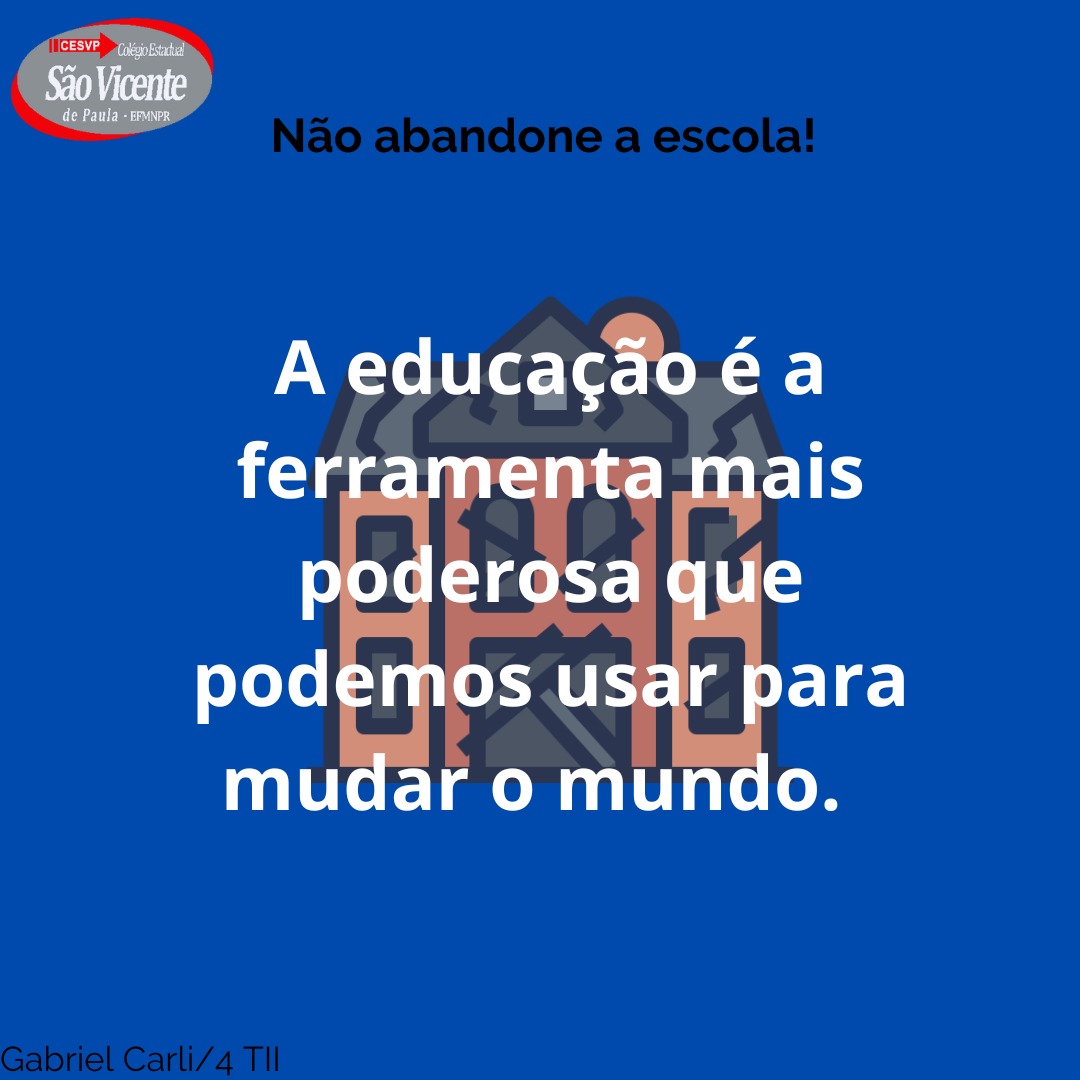 CESVP Colégio Estadual
São Vicente
de Paula - EFMNPR
Não abandone a escola!
A educação é a
ferramenta mais
poderosa que
podemos usar para
mudar o mundo.
Gabriel Carli/4 TII